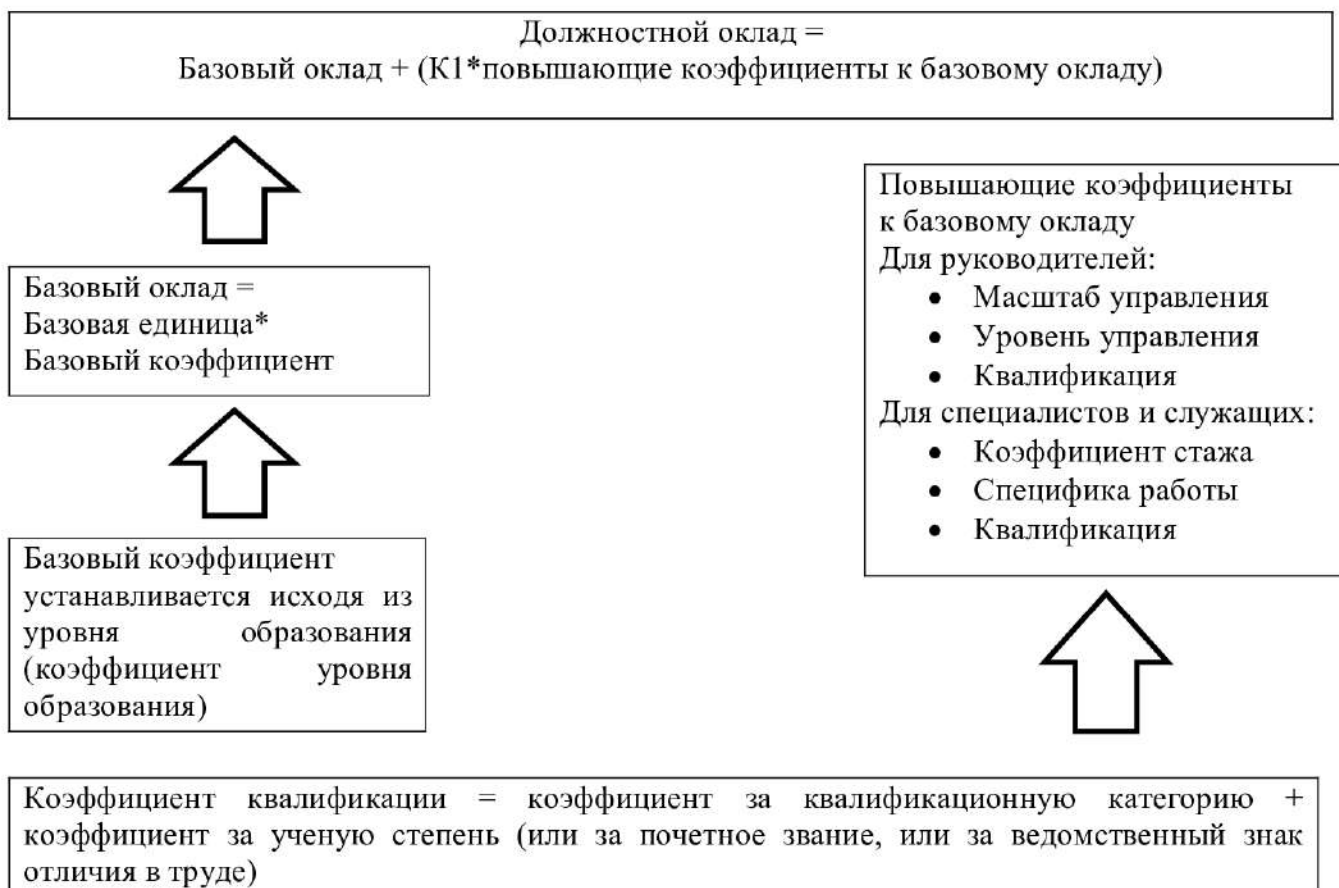 Должностной оклад =
Базовый оклад + (К1*повышающие коэффициенты к базовому окладу)
Базовый оклад =
Базовая единица*
Базовый коэффициент
Базовый коэффициент
устанавливается исходя из
уровня образования
(коэффициент уровня
образования)
Повышающие коэффициенты
к базовому окладу
Для руководителей:
• Масштаб управления
• Уровень управления
• Квалификация
Для специалистов и служащих:
• Коэффициент стажа
• Специфика работы
• Квалификация
Коэффициент квалификации = коэффициент за квалификационную категорию +
коэффициент за ученую степень (или за почетное звание, или за ведомственный знак
отличия в труде)